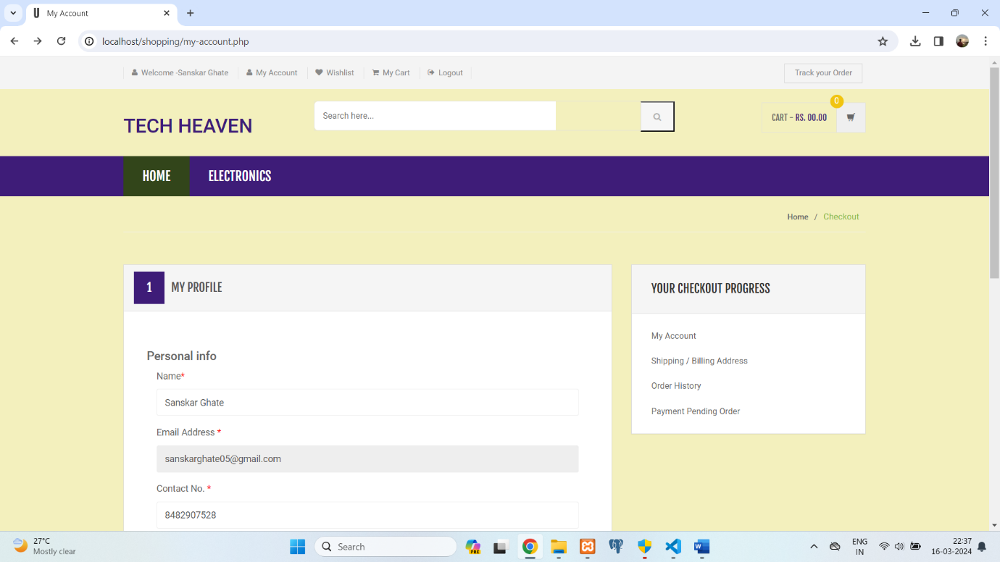 My Account
localhost/shopping/my-account.php
Welcome -Sanskar Ghate My Account Wishlist My Cart Logout Track your Order
TECH HEAVEN
Search here...
CART - RS. 00.00
0
HOME ELECTRONICS
Home / Checkout
1 MY PROFILE
Personal info
Name*
Sanskar Ghate
Email Address *
sanskarghate05@gmail.com
Contact No. *
8482907528
YOUR CHECKOUT PROGRESS
My Account
Shipping / Billing Address
Order History
Payment Pending Order
27°C
Mostly clear
Search
PRE
ENG
IN
22:37
16-03-2024